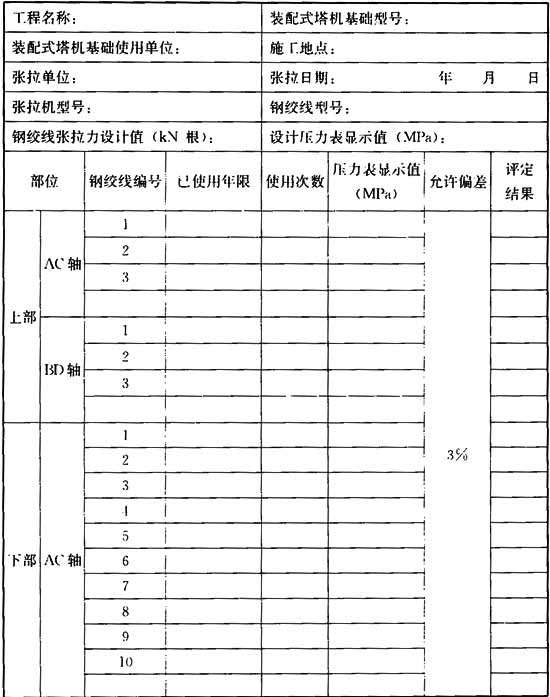 工程名称： 装配式塔机基础型号：
装配式塔机基础使用单位： 施工地点：
张拉单位： 张拉日期： 年 月 日
张拉机型号： 钢绞线型号：
钢绞线张拉力设计值（kN 根）： 设计压力表显示值（MPa）：
部位 钢绞线编号 已使用年限 使用次数 压力表显示值（MPa） 允许偏差 评定结果
上部 AC轴 1
2
3
BD轴 1
2
3
下部 AC轴 1
2
3
4
5
6
7
8
9
10
3%